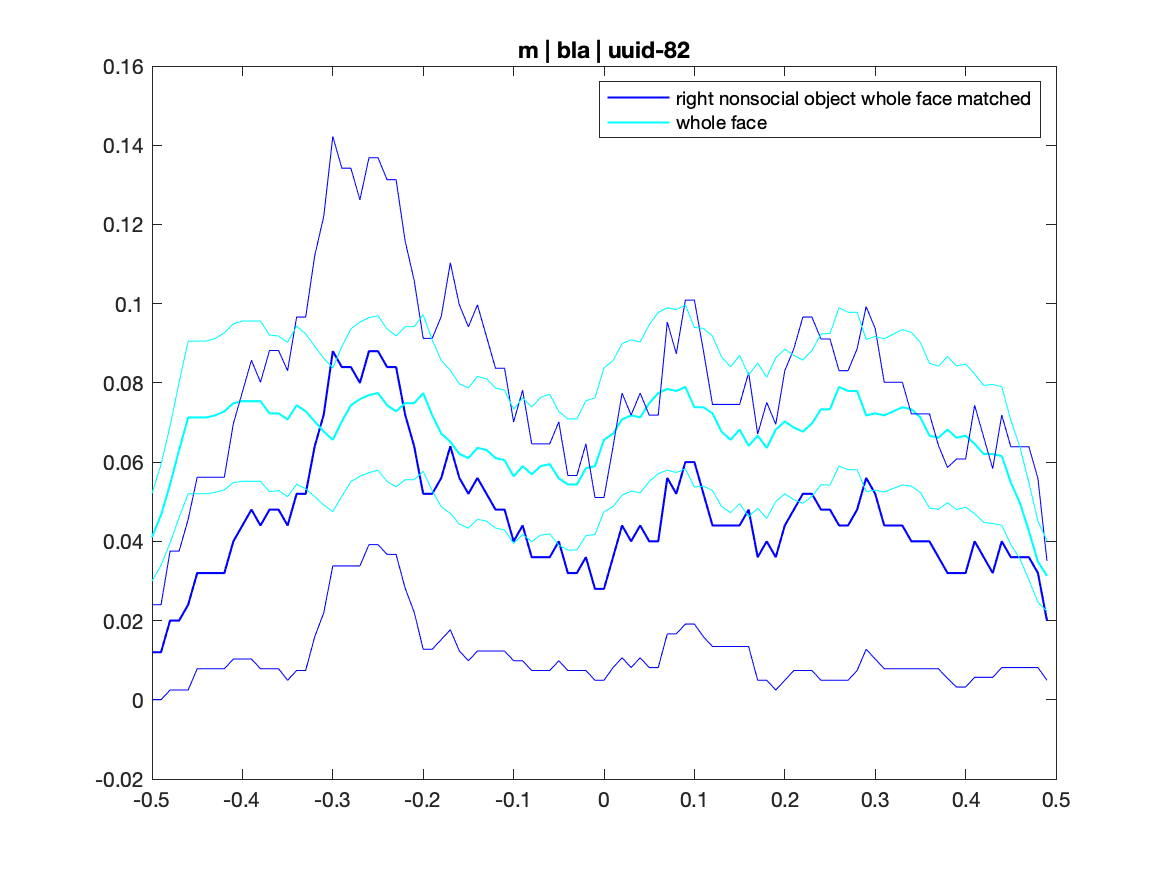 m | bla | uuid-82
right nonsocial object whole face matched
whole face
0.16
0.14
0.12
0.1
0.08
0.06
0.04
0.02
0
-0.02
-0.5 -0.4 -0.3 -0.2 -0.1 0 0.1 0.2 0.3 0.4 0.5